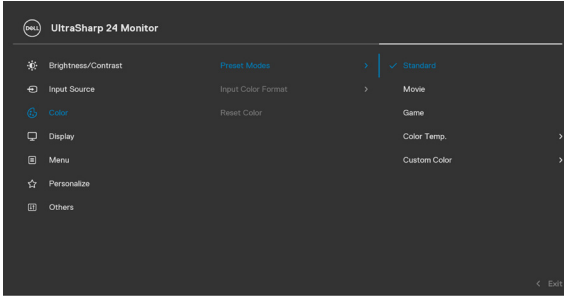 DELL UltraSharp 24 Monitor
Brightness/Contrast Preset Modes > ✓ Standard
Input Source Input Color Format > Movie
Color Reset Color Game
Display Color Temp. >
Menu Custom Color >
Personalize
Others
< Exit